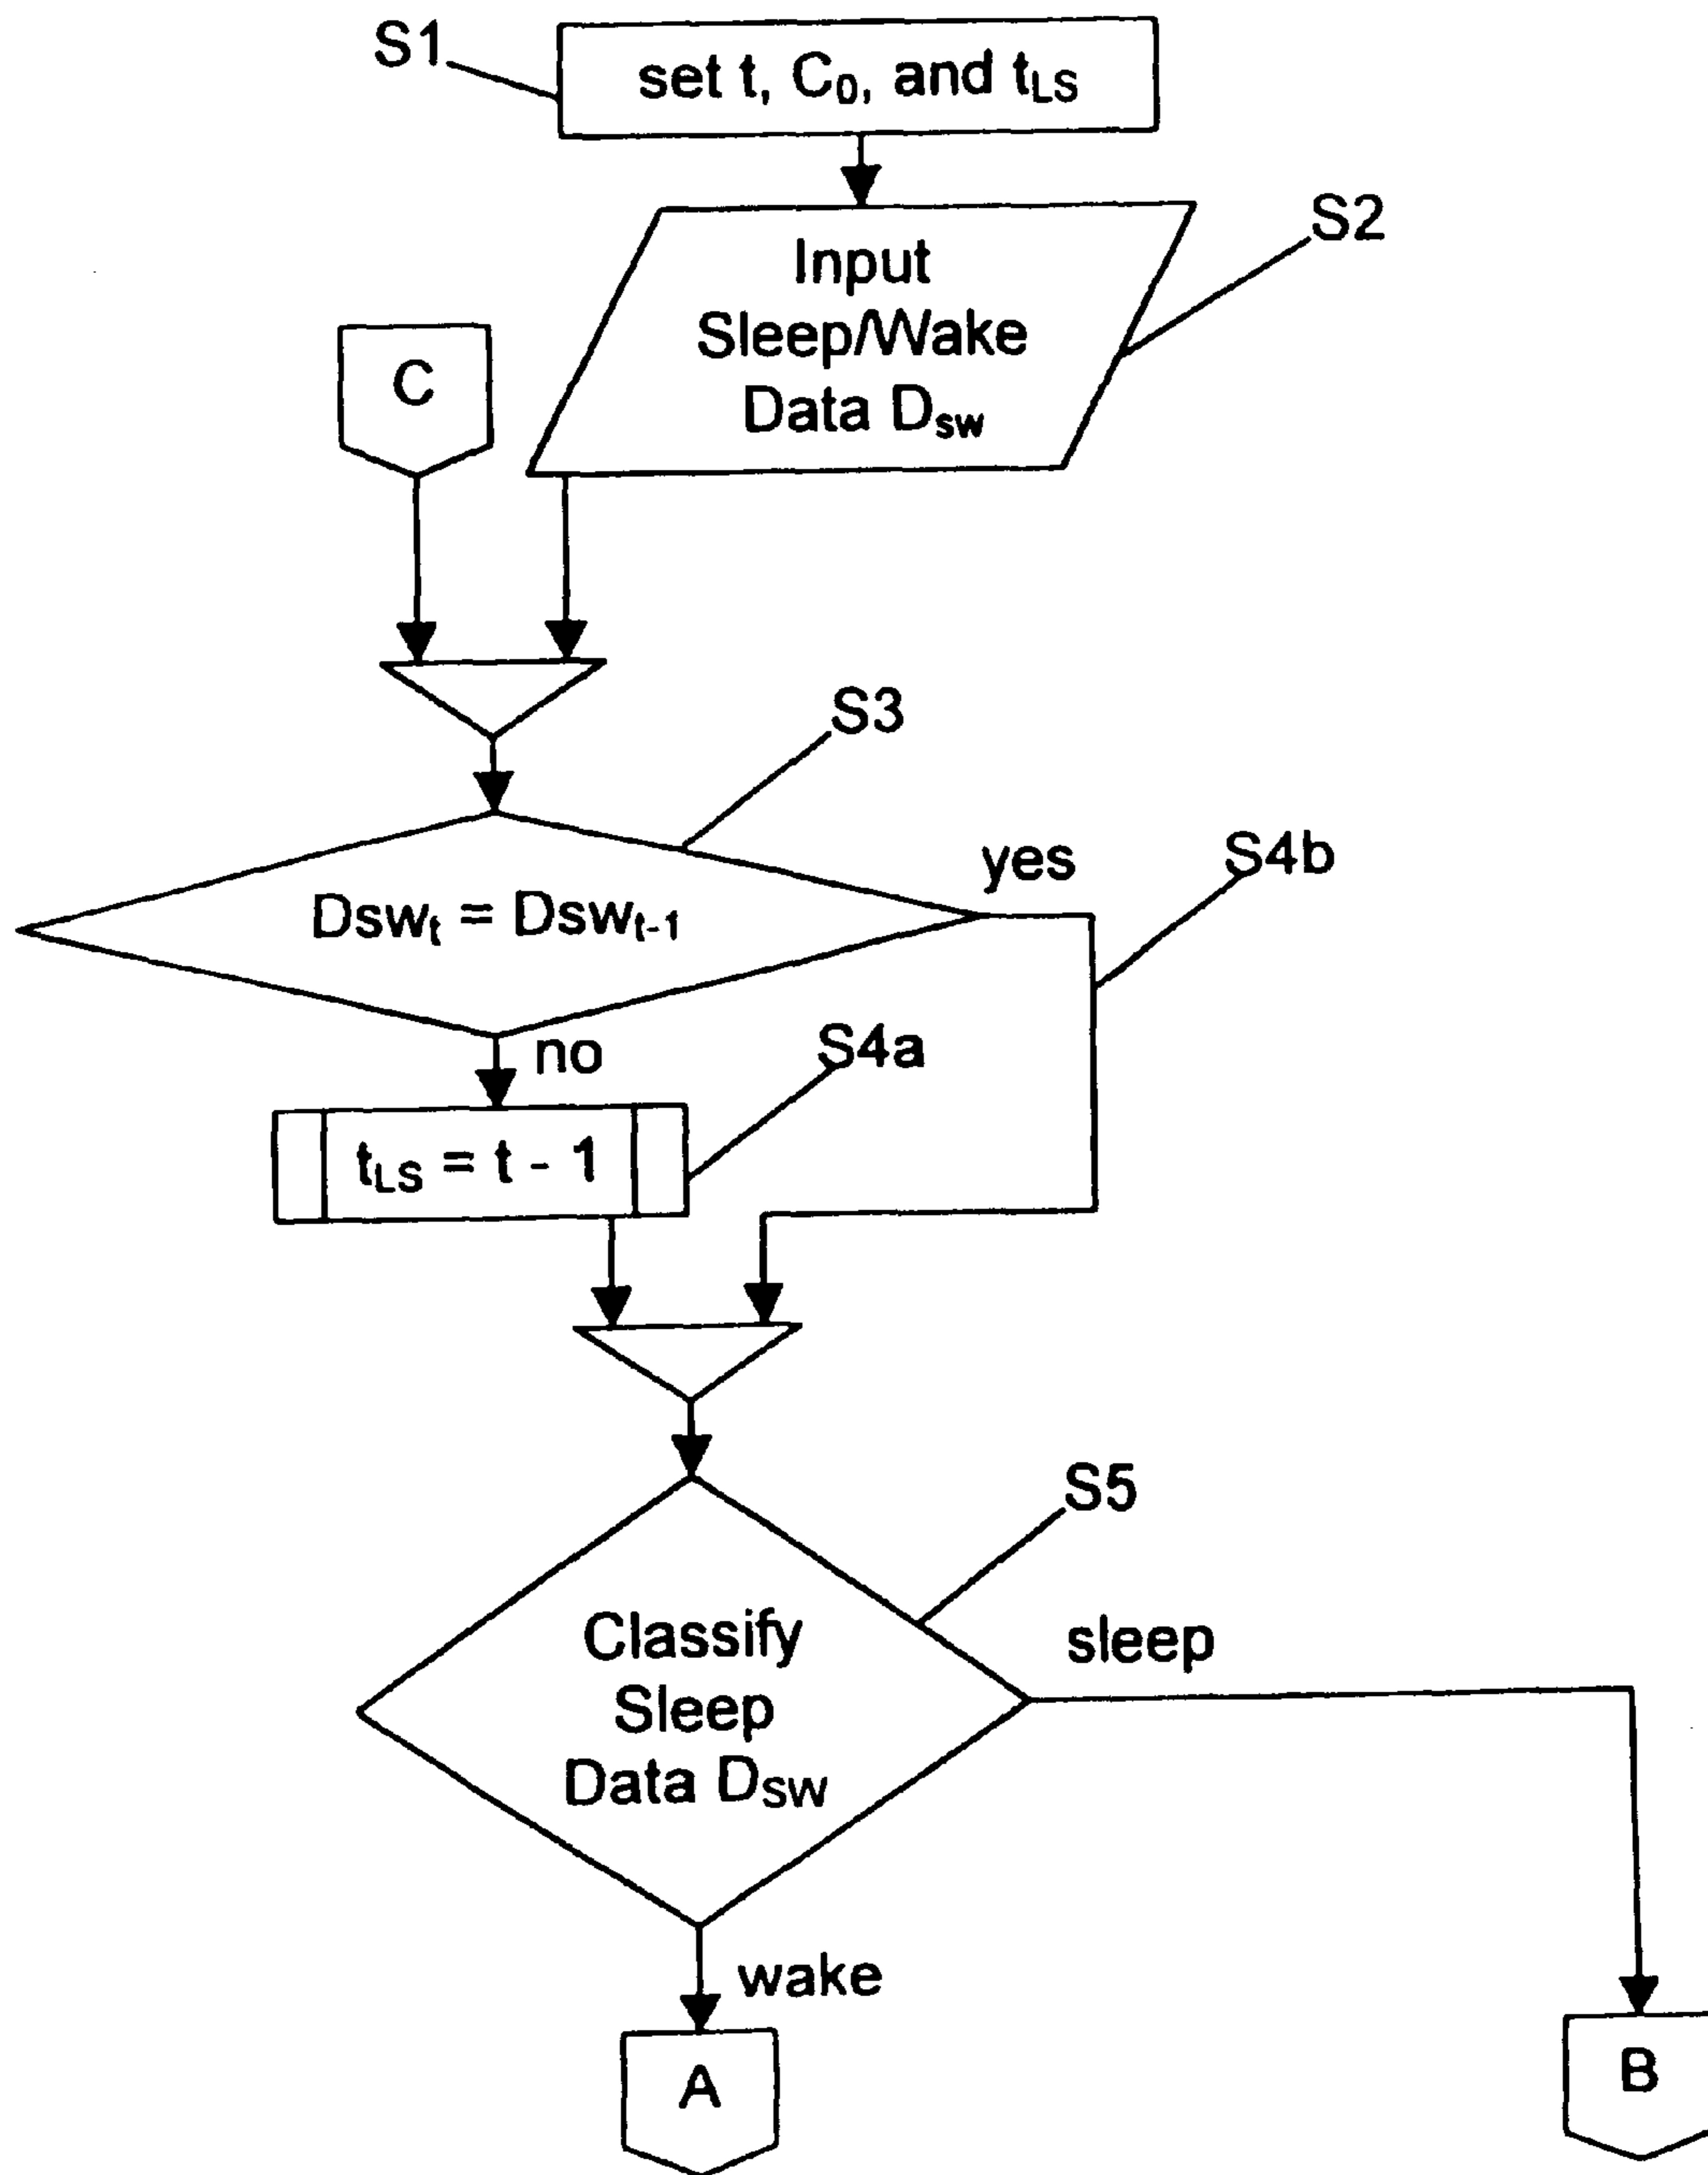 S1
set t, C₀, and tLS
S2
Input
Sleep/Wake
Data Dsw
C
S3
yes
S4b
Dswₜ = Dswₜ₋₁
no
S4a
tLS = t - 1
S5
Classify
Sleep
Data DSW
sleep
wake
A
B